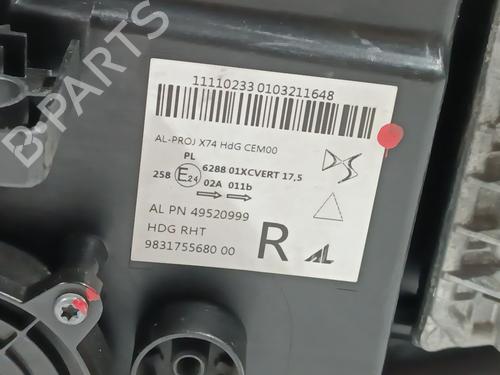 B-PARTS
11110233 0103211648
AL-PROJ X74 HdG CEM00
PL
258 E24 6288 01XCVERT 17,5
02A 011b
AL PN 49520999
HDG RHT
9831755680 00
R AL
DS